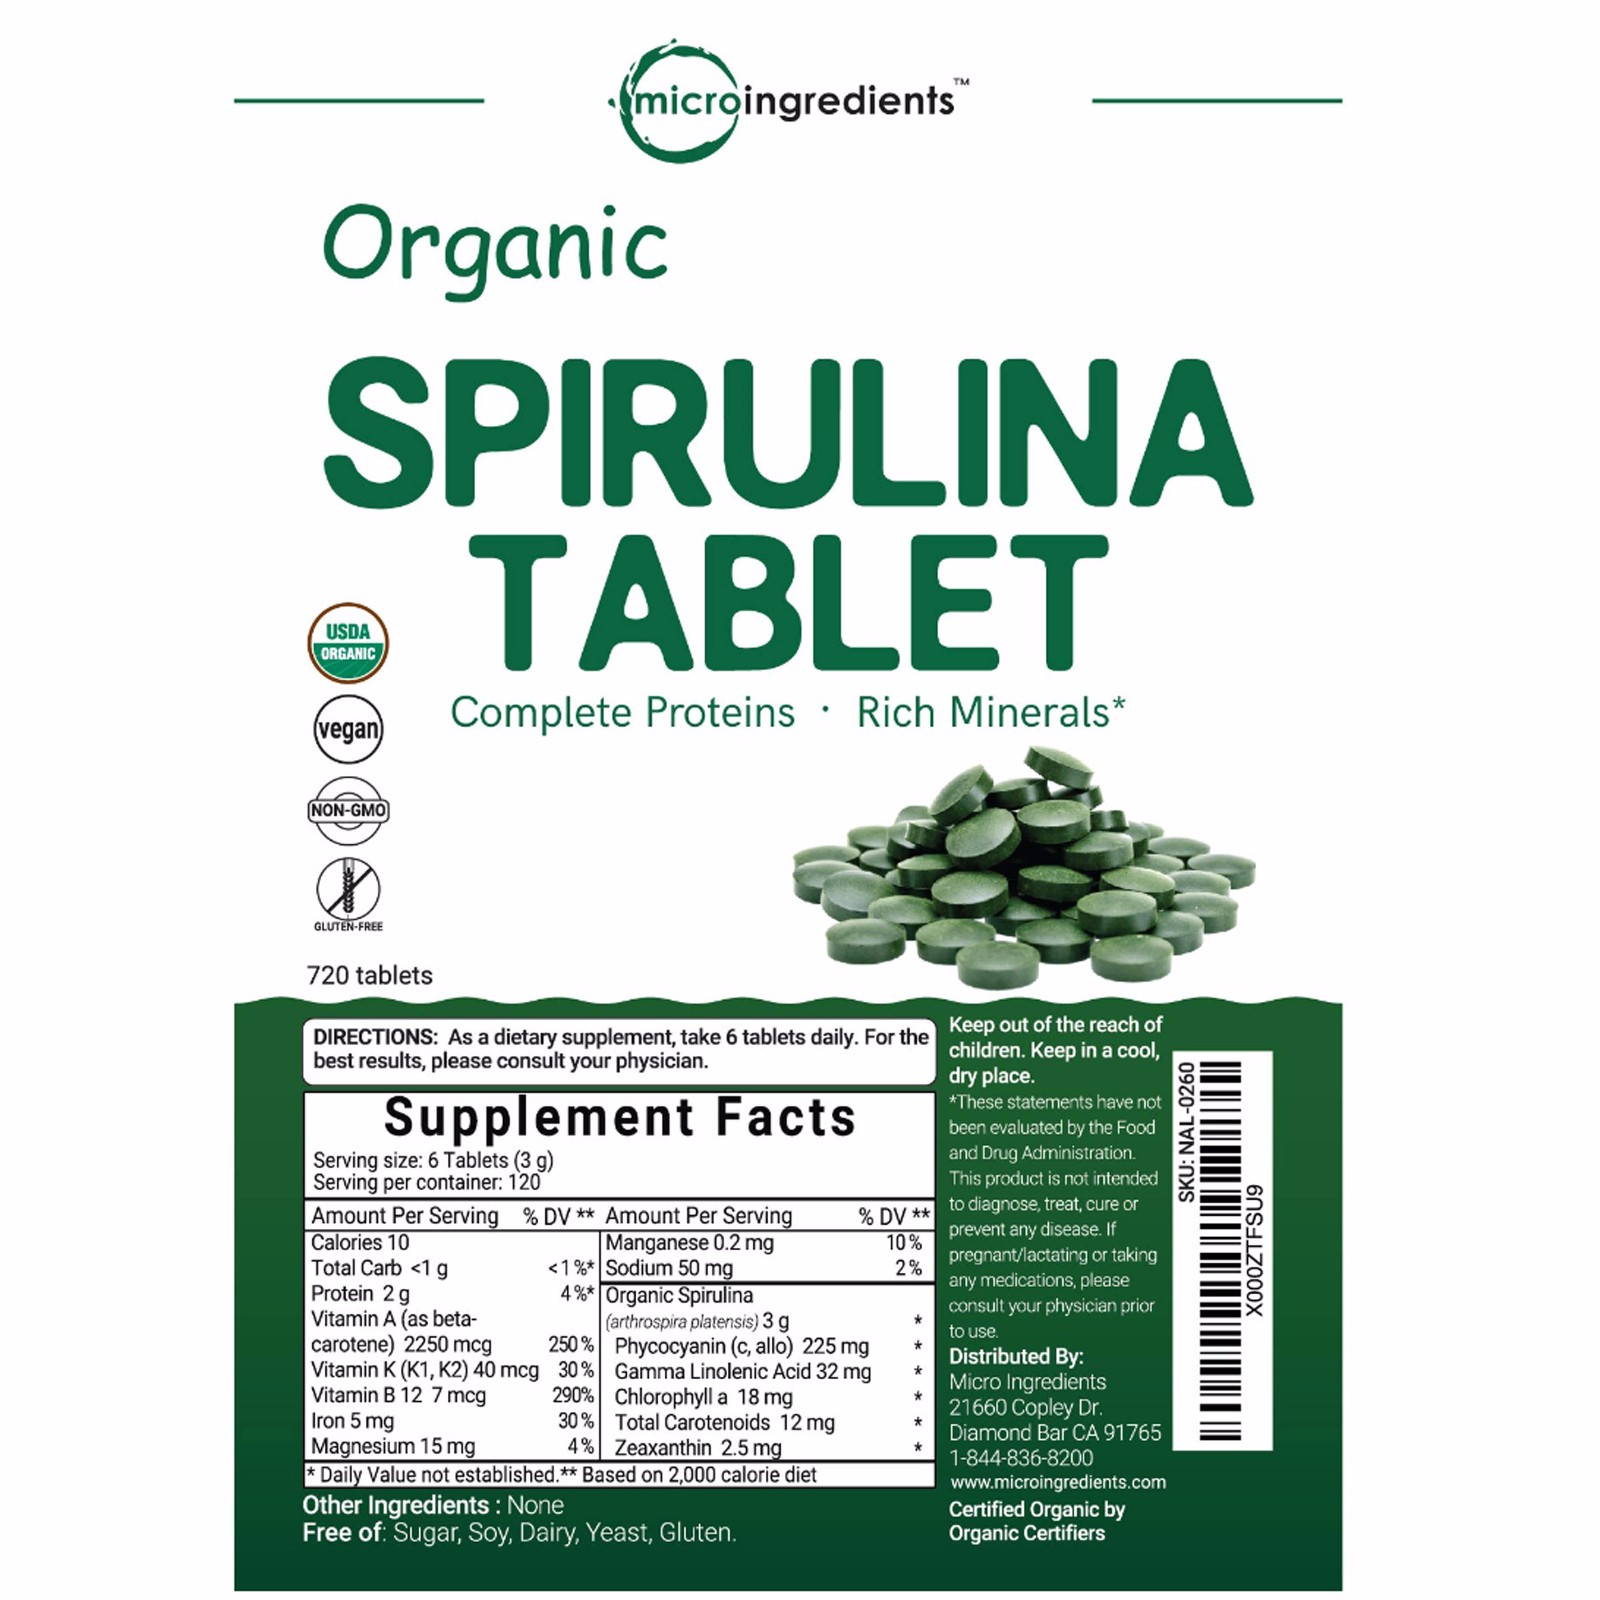 microingredients™
Organic
SPIRULINA
TABLET
Complete Proteins · Rich Minerals*
USDA
ORGANIC
vegan
NON-GMO
GLUTEN-FREE
720 tablets
DIRECTIONS: As a dietary supplement, take 6 tablets daily. For the
best results, please consult your physician.
Supplement Facts
Serving size: 6 Tablets (3 g)
Serving per container: 120
Amount Per Serving % DV **
Calories 10
Total Carb <1 g <1%*
Protein 2 g 4%*
Vitamin A (as beta-
carotene) 2250 mcg 250%
Vitamin K (K1, K2) 40 mcg 30%
Vitamin B 12 7 mcg 290%
Iron 5 mg 30%
Magnesium 15 mg 4%
Amount Per Serving % DV **
Manganese 0.2 mg 10%
Sodium 50 mg 2%
Organic Spirulina
(arthrospira platensis) 3 g *
Phycocyanin (c, allo) 225 mg *
Gamma Linolenic Acid 32 mg *
Chlorophyll a 18 mg *
Total Carotenoids 12 mg *
Zeaxanthin 2.5 mg *
* Daily Value not established.** Based on 2,000 calorie diet
Other Ingredients : None
Free of: Sugar, Soy, Dairy, Yeast, Gluten.
Keep out of the reach of
children. Keep in a cool,
dry place.
*These statements have not
been evaluated by the Food
and Drug Administration.
This product is not intended
to diagnose, treat, cure or
prevent any disease. If
pregnant/lactating or taking
any medications, please
consult your physician prior
to use.
Distributed By:
Micro Ingredients
21660 Copley Dr.
Diamond Bar CA 91765
1-844-836-8200
www.microingredients.com
Certified Organic by
Organic Certifiers
SKU: NAL-0260
X000ZTFSU9